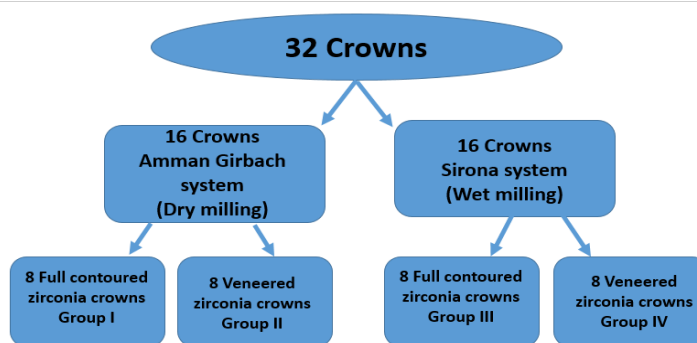 32 Crowns
16 Crowns
Amman Girbach
system
(Dry milling)
16 Crowns
Sirona system
(Wet milling)
8 Full contoured
zirconia crowns
Group I
8 Veneered
zirconia crowns
Group II
8 Full contoured
zirconia crowns
Group III
8 Veneered
zirconia crowns
Group IV